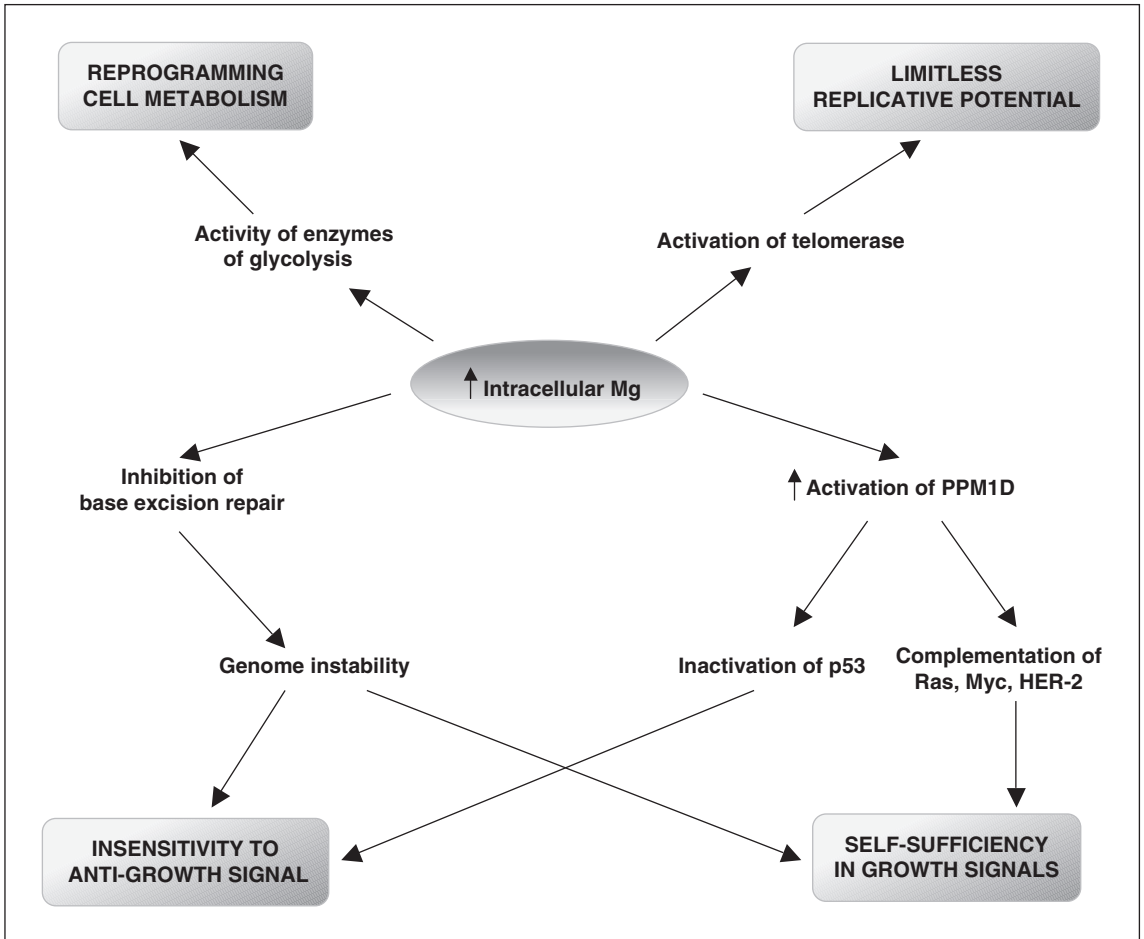 REPROGRAMMING
CELL METABOLISM
LIMITLESS
REPLICATIVE POTENTIAL
Activity of enzymes
of glycolysis
Activation of telomerase
Intracellular Mg
Inhibition of
base excision repair
Activation of PPM1D
Genome instability
Inactivation of p53
Complementation of
Ras, Myc, HER-2
INSENSITIVITY TO
ANTI-GROWTH SIGNAL
SELF-SUFFICIENCY
IN GROWTH SIGNALS